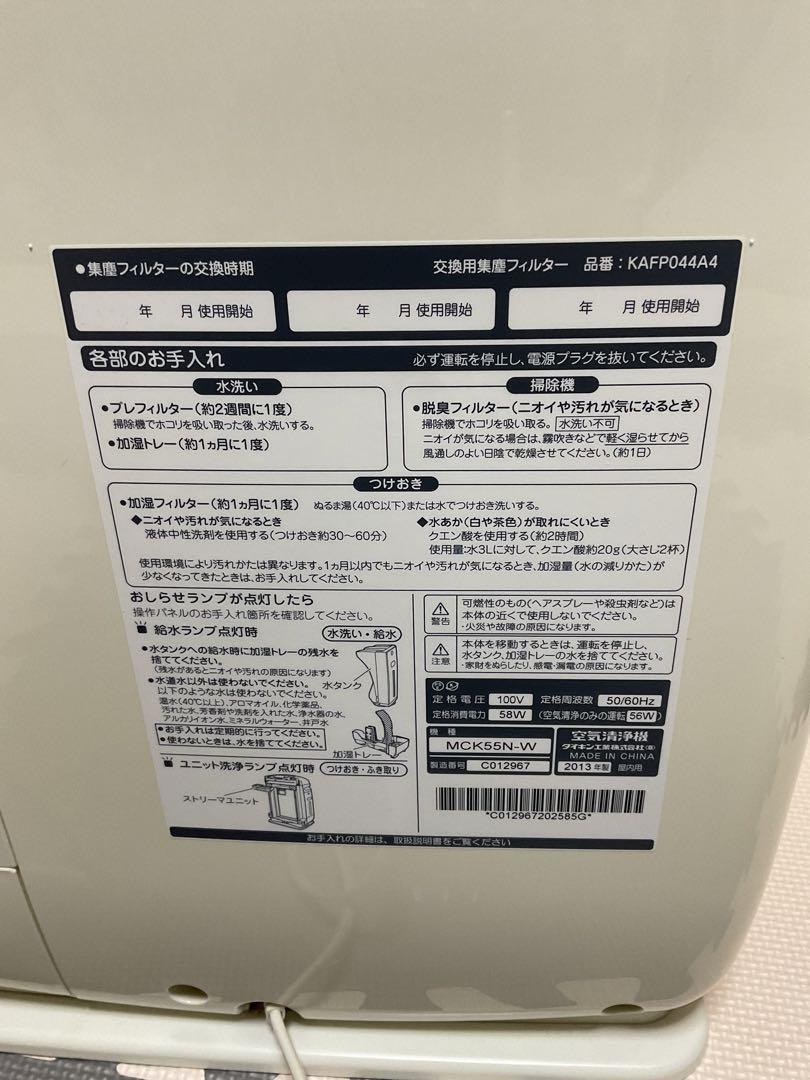 ●集塵フィルターの交換時期
交換用集塵フィルター 品番：KAFP044A4
年 月 使用開始
年 月 使用開始
年 月 使用開始
各部のお手入れ
必ず運転を停止し、電源プラグを抜いてください。
水洗い
●プレフィルター(約2週間に1度)
掃除機でホコリを吸い取った後、水洗いする。
●加湿トレー(約1ヵ月に1度)
掃除機
●脱臭フィルター(ニオイや汚れが気になるとき)
掃除機でホコリを吸い取る。 水洗い不可
ニオイが気になる場合は、霧吹きなどで軽く湿らせてから
風通しのよい日陰で乾燥させてください。(約1日)
つけおき
●加湿フィルター(約1ヵ月に1度) ぬるま湯(40℃以下)または水でつけおき洗いする。
◆ニオイや汚れが気になるとき
液体中性洗剤を使用する(つけおき約30～60分)
◆水あか(白や茶色)が取れにくいとき
クエン酸を使用する(約2時間)
使用量：水3Lに対して、クエン酸約20g(大さじ2杯)
使用環境により汚れかたは異なります。1ヵ月以内でもニオイや汚れが気になるとき、加湿量(水の減りかた)が
少なくなってきたときは、お手入れしてください。
おしらせランプが点灯したら
操作パネルのお手入れ箇所を確認してください。
給水ランプ点灯時 水洗い・給水
●水タンクへの給水時に加湿トレーの残水を
捨ててください。
(残水があるとニオイや汚れの原因になります)
●水道水以外は使わないでください。
以下のような水は使わないでください。
温水(40℃以上)、アロマオイル、化学薬品、
汚れた水、芳香剤や洗剤を入れた水、浄水器の水、
アルカリイオン水、ミネラルウォーター、井戸水
●お手入れは定期的に行ってください。
●使わないときは、水を捨ててください。
水タンク
加湿トレー
ユニット洗浄ランプ点灯時 つけおき・ふき取り
ストリーマユニット
警告
可燃性のもの(ヘアスプレーや殺虫剤など)は
本体の近くで使用しないでください。
・火災や故障の原因になります。
注意
本体を移動するときは、運転を停止し、
水タンク、加湿トレーの水を捨ててください。
・家財をぬらしたり、感電・漏電の原因になります。
定格電圧 100V 定格周波数 50/60Hz
定格消費電力 58W (空気清浄のみの運転 56W)
機種 MCK55N-W
製造番号 C012967
空気清浄機
ダイキン工業株式会社(B)
MADE IN CHINA
2013年製 屋内用
*C012967202585G*
お手入れの詳細は、取扱説明書をご覧ください